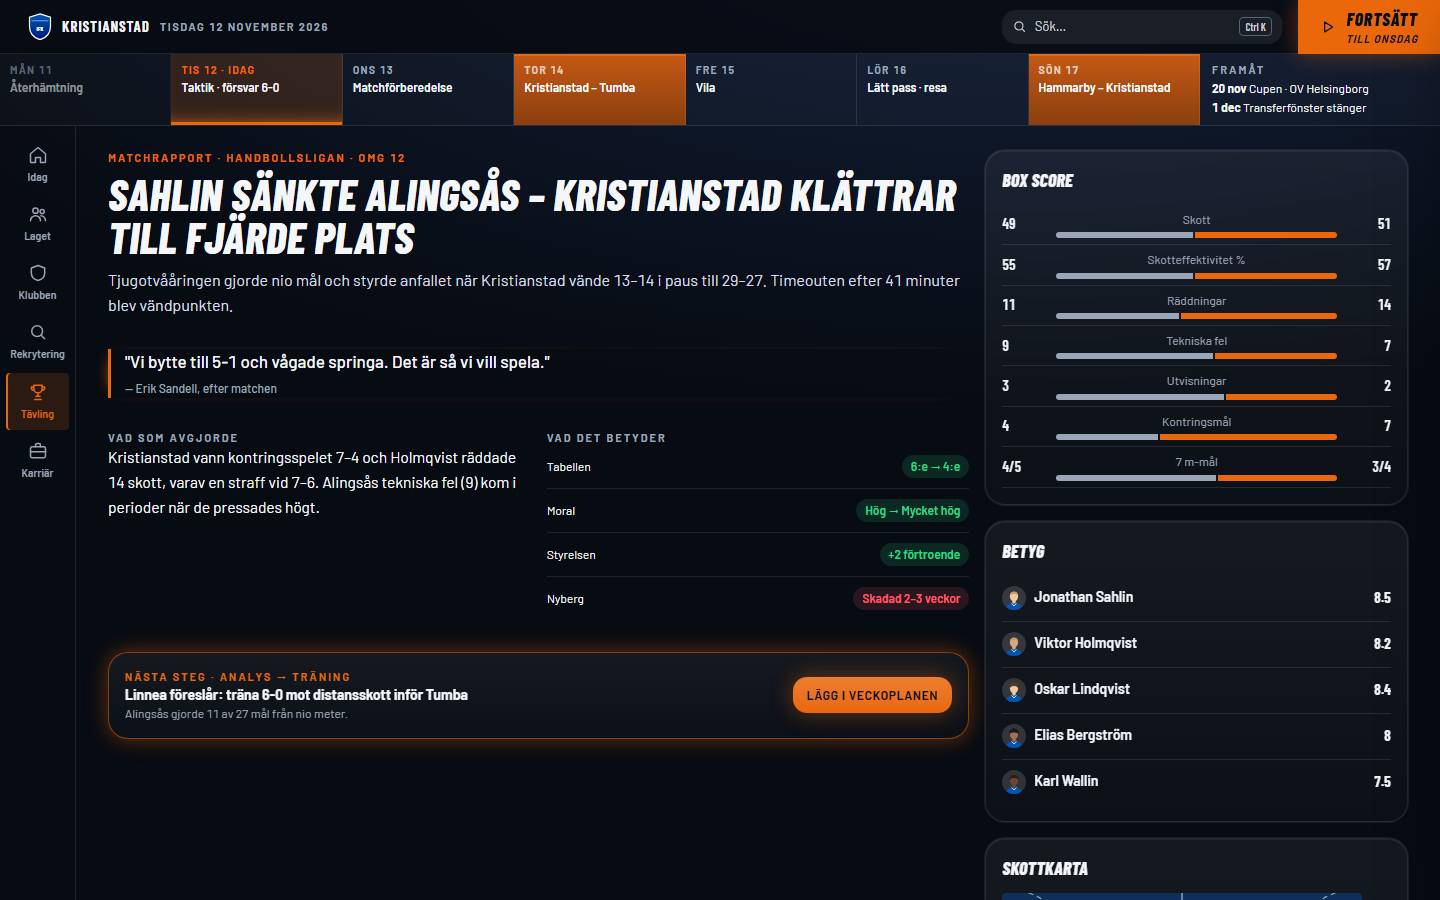 KRISTIANSTAD TISDAG 12 NOVEMBER 2026
Sök...
Ctrl K
FORTSÄTT
TILL ONSDAG
MÅN 11
Återhämtning
TIS 12 · IDAG
Taktik · försvar 6-0
ONS 13
Matchförberedelse
TOR 14
Kristianstad – Tumba
FRE 15
Vila
LÖR 16
Lätt pass · resa
SÖN 17
Hammarby – Kristianstad
FRAMÅT
20 nov Cupen · OV Helsingborg
1 dec Transferfönster stänger
Idag
Laget
Klubben
Rekrytering
Tävling
Karriär
MATCHRAPPORT · HANDBOLLSLIGAN · OMG 12
SAHLIN SÄNKTE ALINGSÅS – KRISTIANSTAD KLÄTTRAR
TILL FJÄRDE PLATS
Tjugotvååringen gjorde nio mål och styrde anfallet när Kristianstad vände 13–14 i paus till 29–27. Timeouten efter 41 minuter
blev vändpunkten.
"Vi bytte till 5-1 och vågade springa. Det är så vi vill spela."
— Erik Sandell, efter matchen
VAD SOM AVGJORDE
Kristianstad vann kontringsspelet 7–4 och Holmqvist räddade
14 skott, varav en straff vid 7–6. Alingsås tekniska fel (9) kom i
perioder när de pressades högt.
VAD DET BETYDER
Tabellen 6:e → 4:e
Moral Hög → Mycket hög
Styrelsen +2 förtroende
Nyberg Skadad 2–3 veckor
NÄSTA STEG · ANALYS → TRÄNING
Linnea föreslår: träna 6-0 mot distansskott inför Tumba
Alingsås gjorde 11 av 27 mål från nio meter.
LÄGG I VECKOPLANEN
BOX SCORE
49 Skott 51
55 Skotteffektivitet % 57
11 Räddningar 14
9 Tekniska fel 7
3 Utvisningar 2
4 Kontringsmål 7
4/5 7 m-mål 3/4
BETYG
Jonathan Sahlin 8.5
Viktor Holmqvist 8.2
Oskar Lindqvist 8.4
Elias Bergström 8
Karl Wallin 7.5
SKOTTKARTA